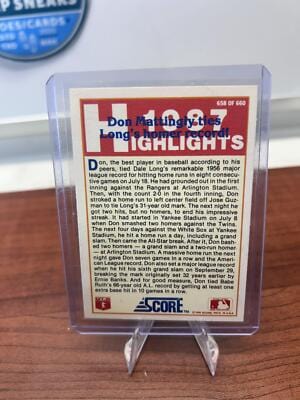 P SNEAKS
DES|CARDS
658 OF 660
1987
HIGHLIGHTS
Don Mattingly ties
Long's homer record!
Don, the best player in baseball according to his
peers, tied Dale Long's remarkable 1956 major
league record for hitting home runs in eight consecu-
tive games on July 18. He had grounded out in the first
inning against the Rangers at Arlington Stadium.
Then, with the count 2-0 in the fourth inning, Don
stroked a home run to left center field off Jose Guz-
man to tie Long's 31-year old mark. The next night he
got two hits, but no homers, to end his impressive
streak. It had started in Yankee Stadium on July 8
when Don swatted two homers against the Twins.
The next four days against the White Sox at Yankee
Stadium, he hit a home run a day, including a grand
slam. Then came the All-Star break. After it, Don bash-
ed two homers — a grand slam and a two-run homer
— at Arlington Stadium. A massive home run the next
night gave Don seven games in a row and the Ameri-
can League record. Don also set a major league record
when he hit his sixth grand slam on September 29,
breaking the mark originally set 32 years earlier by
Ernie Banks. And for good measure, Don tied Babe
Ruth's 66-year old A.L. record by getting at least one
extra base hit in 10 games in a row.
SCORE